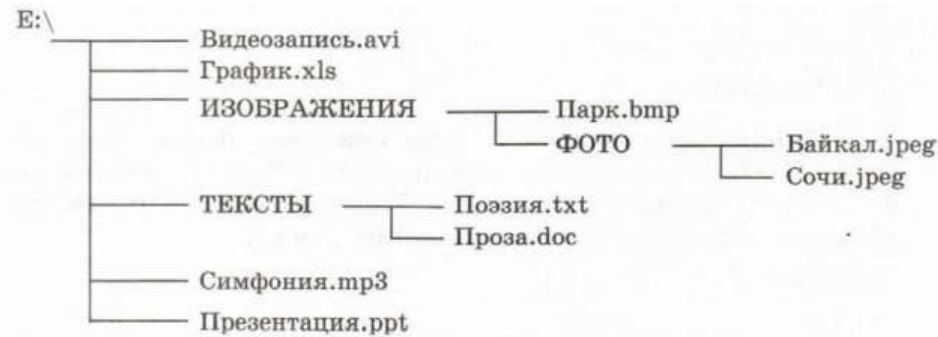 E:\
Видеозапись.avi
График.xls
ИЗОБРАЖЕНИЯ Парк.bmp
ФОТО Байкал.jpeg
Сочи.jpeg
ТЕКСТЫ Поэзия.txt
Проза.doc
Симфония.mp3
Презентация.ppt